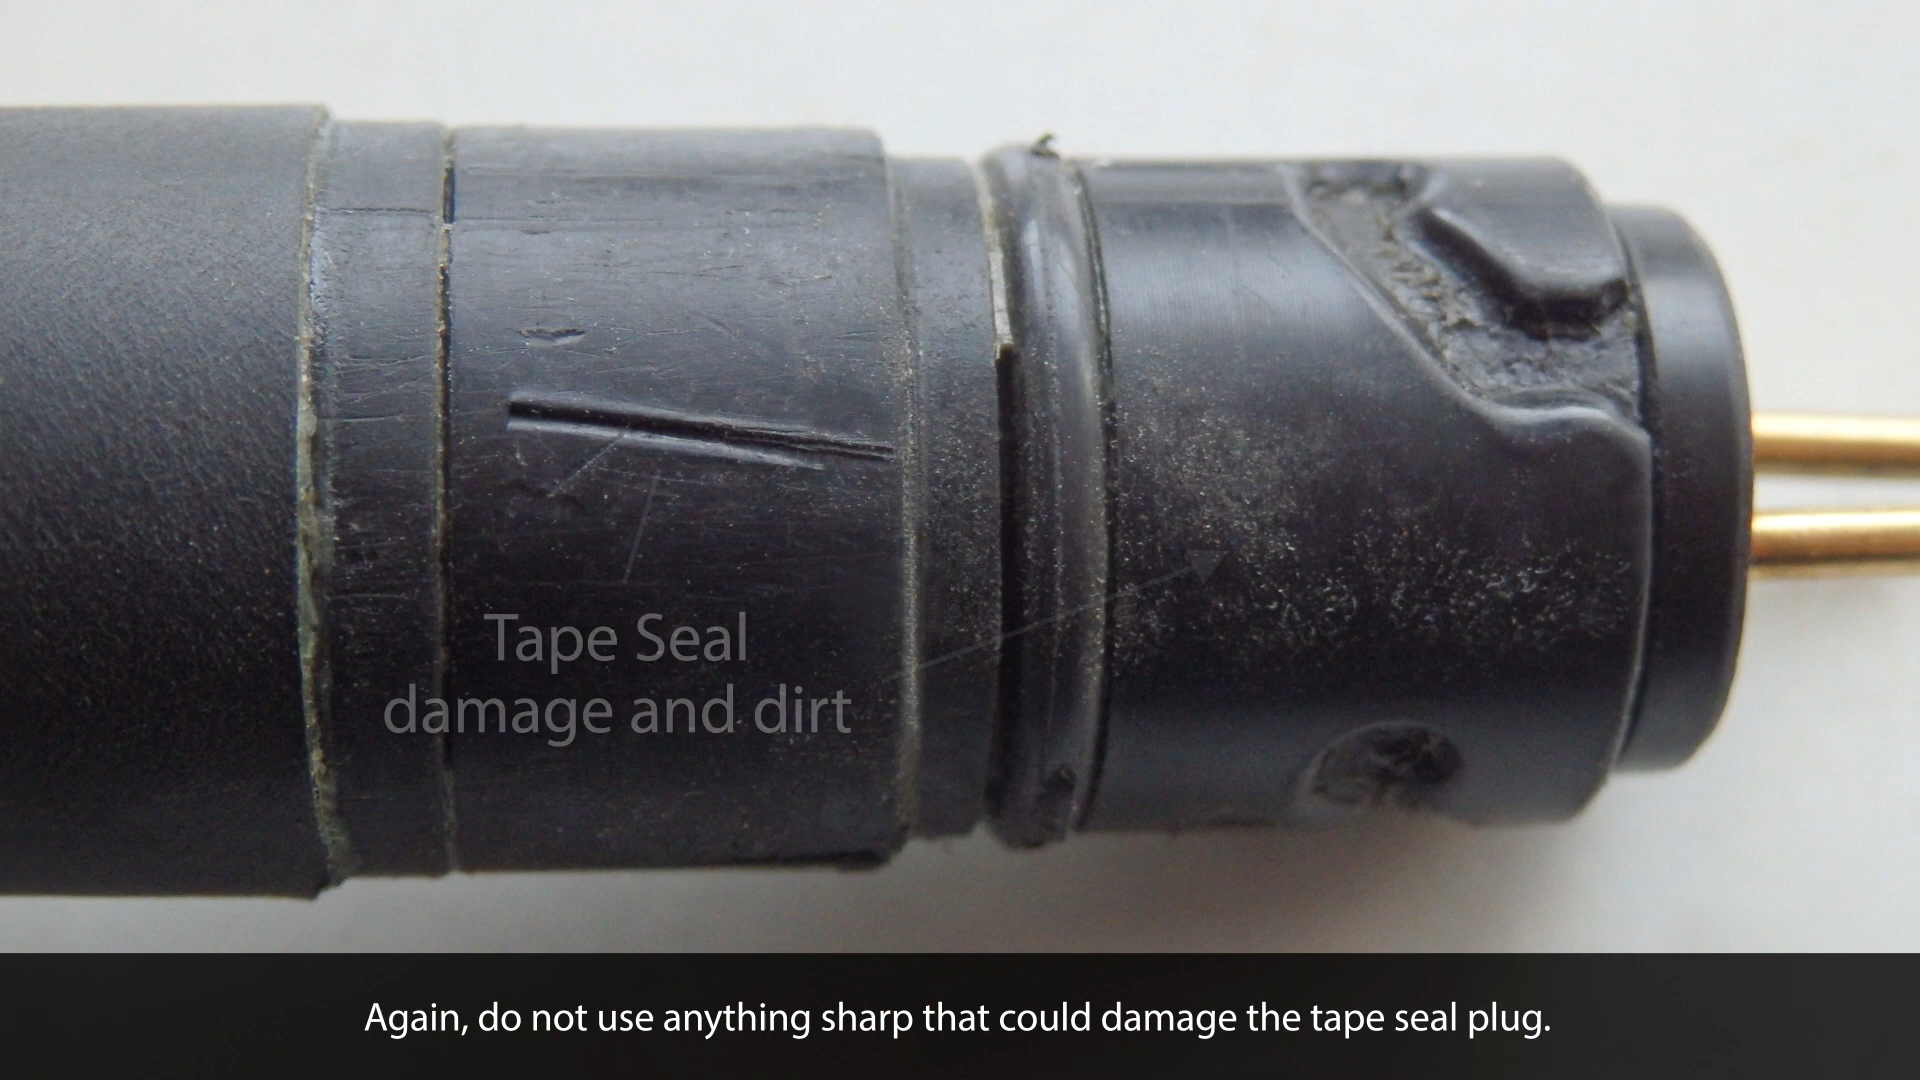 Tape Seal
damage and dirt
Again, do not use anything sharp that could damage the tape seal plug.